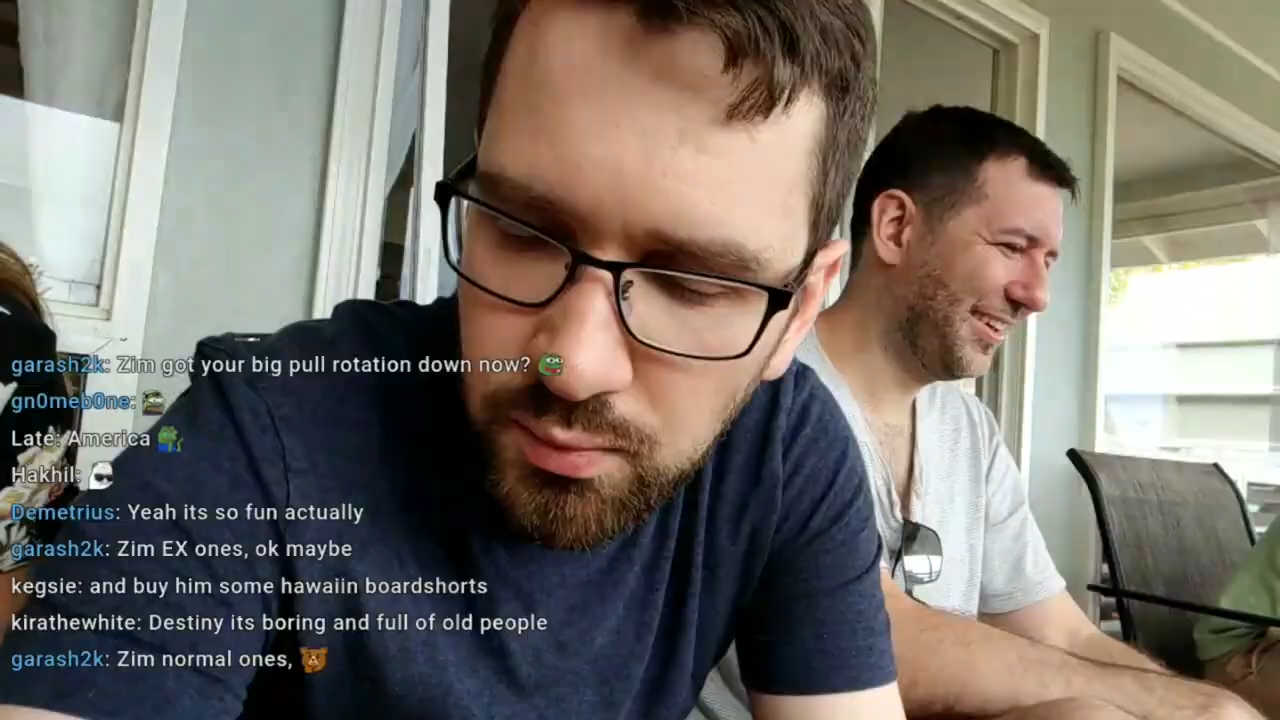 garash2k: Zim got your big pull rotation down now?
gn0meb0ne:
Late: America
Hakhil:
Demetrius: Yeah its so fun actually
garash2k: Zim EX ones, ok maybe
kegsie: and buy him some hawaiin boardshorts
kirathewhite: Destiny its boring and full of old people
garash2k: Zim normal ones,